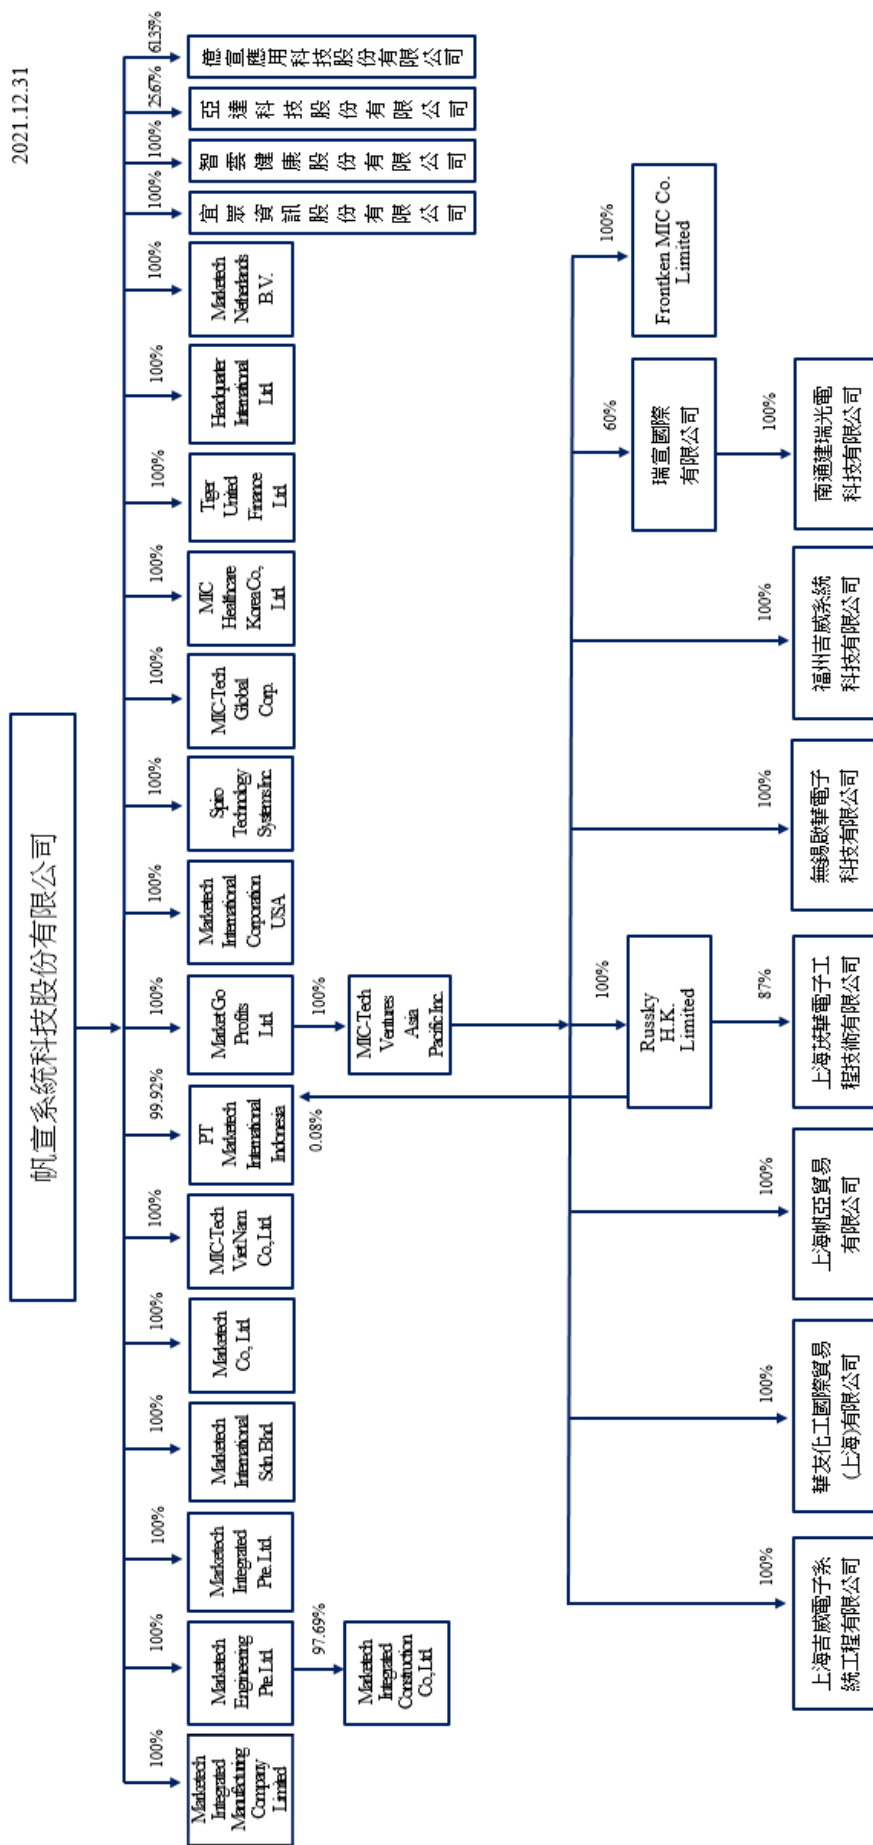 2021.12.31
帆宣系統科技股份有限公司
100%
Marketech
Integrated
Manufacturing
Company
Limited
100%
Marketech
Engineering
Pte. Ltd.
97.69%
Marketech
Integrated
Construction
Co., Ltd.
100%
Marketech
Integrated
Pte. Ltd.
100%
Marketech
International
Sdn. Bhd.
100%
Marketech
Co., Ltd.
100%
MIC-Tech
Viet Nam
Co., Ltd.
99.92%
PT
Marketech
International
Indonesia
0.08%
100%
Market Go
Profits
Ltd.
100%
MIC-Tech
Ventures
Asia
Pacific Inc.
100%
Marketech
International
Corporation
USA
100%
Spiro
Technology
Systems Inc.
100%
MIC-Tech
Global
Corp.
100%
MIC
Healthcare
Korea Co.,
Ltd.
100%
Tiger
United
Finance
Ltd.
100%
Headquarter
International
Ltd.
100%
Marketech
Netherlands
B.V.
100%
宜眾資訊股份有限公司
100%
智雲健康股份有限公司
25.67%
亞達科技股份有限公司
61.35%
億宣應用科技股份有限公司
100%
上海吉威電子系
統工程有限公司
100%
華友化工國際貿易
(上海)有限公司
100%
上海帆亞貿易
有限公司
100%
Russky
H.K.
Limited
87%
上海茂華電子工
程技術有限公司
100%
無錫啟華電子
科技有限公司
100%
福州吉威系統
科技有限公司
60%
瑞宣國際
有限公司
100%
南通建瑞光電
科技有限公司
100%
Frontken MIC Co.
Limited